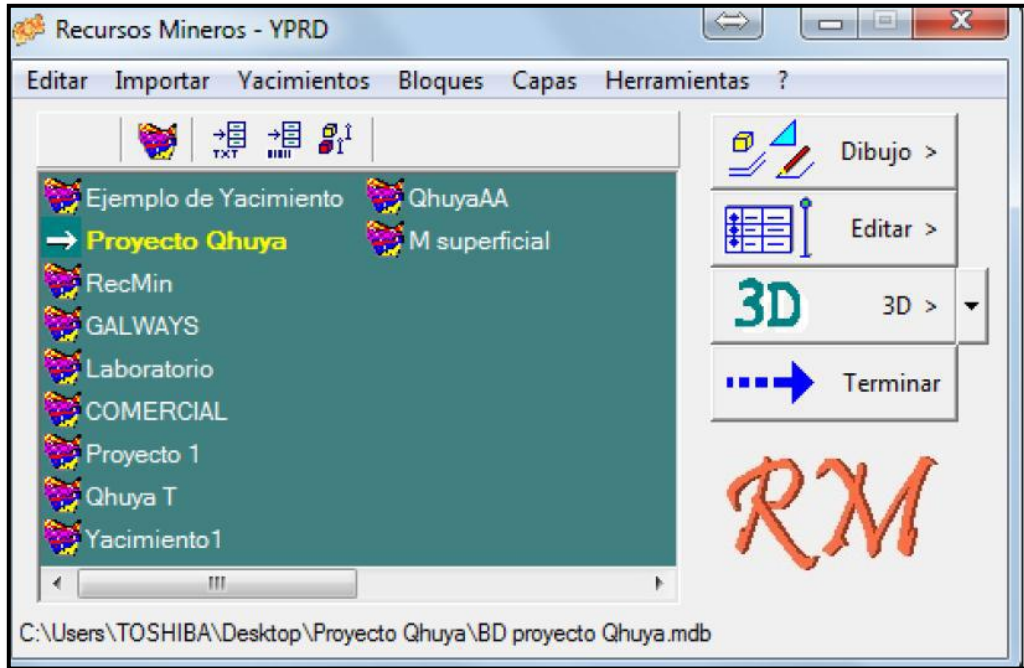 Recursos Mineros - YPRD
Editar Importar Yacimientos Bloques Capas Herramientas ?
TXT
Ejemplo de Yacimiento
Proyecto Qhuya
RecMin
GALWAYS
Laboratorio
COMERCIAL
Proyecto 1
Qhuya T
Yacimiento1
QhuyaAA
M superficial
Dibujo >
Editar >
3D 3D >
Terminar
RM
C:\Users\TOSHIBA\Desktop\Proyecto Qhuya\BD proyecto Qhuya.mdb